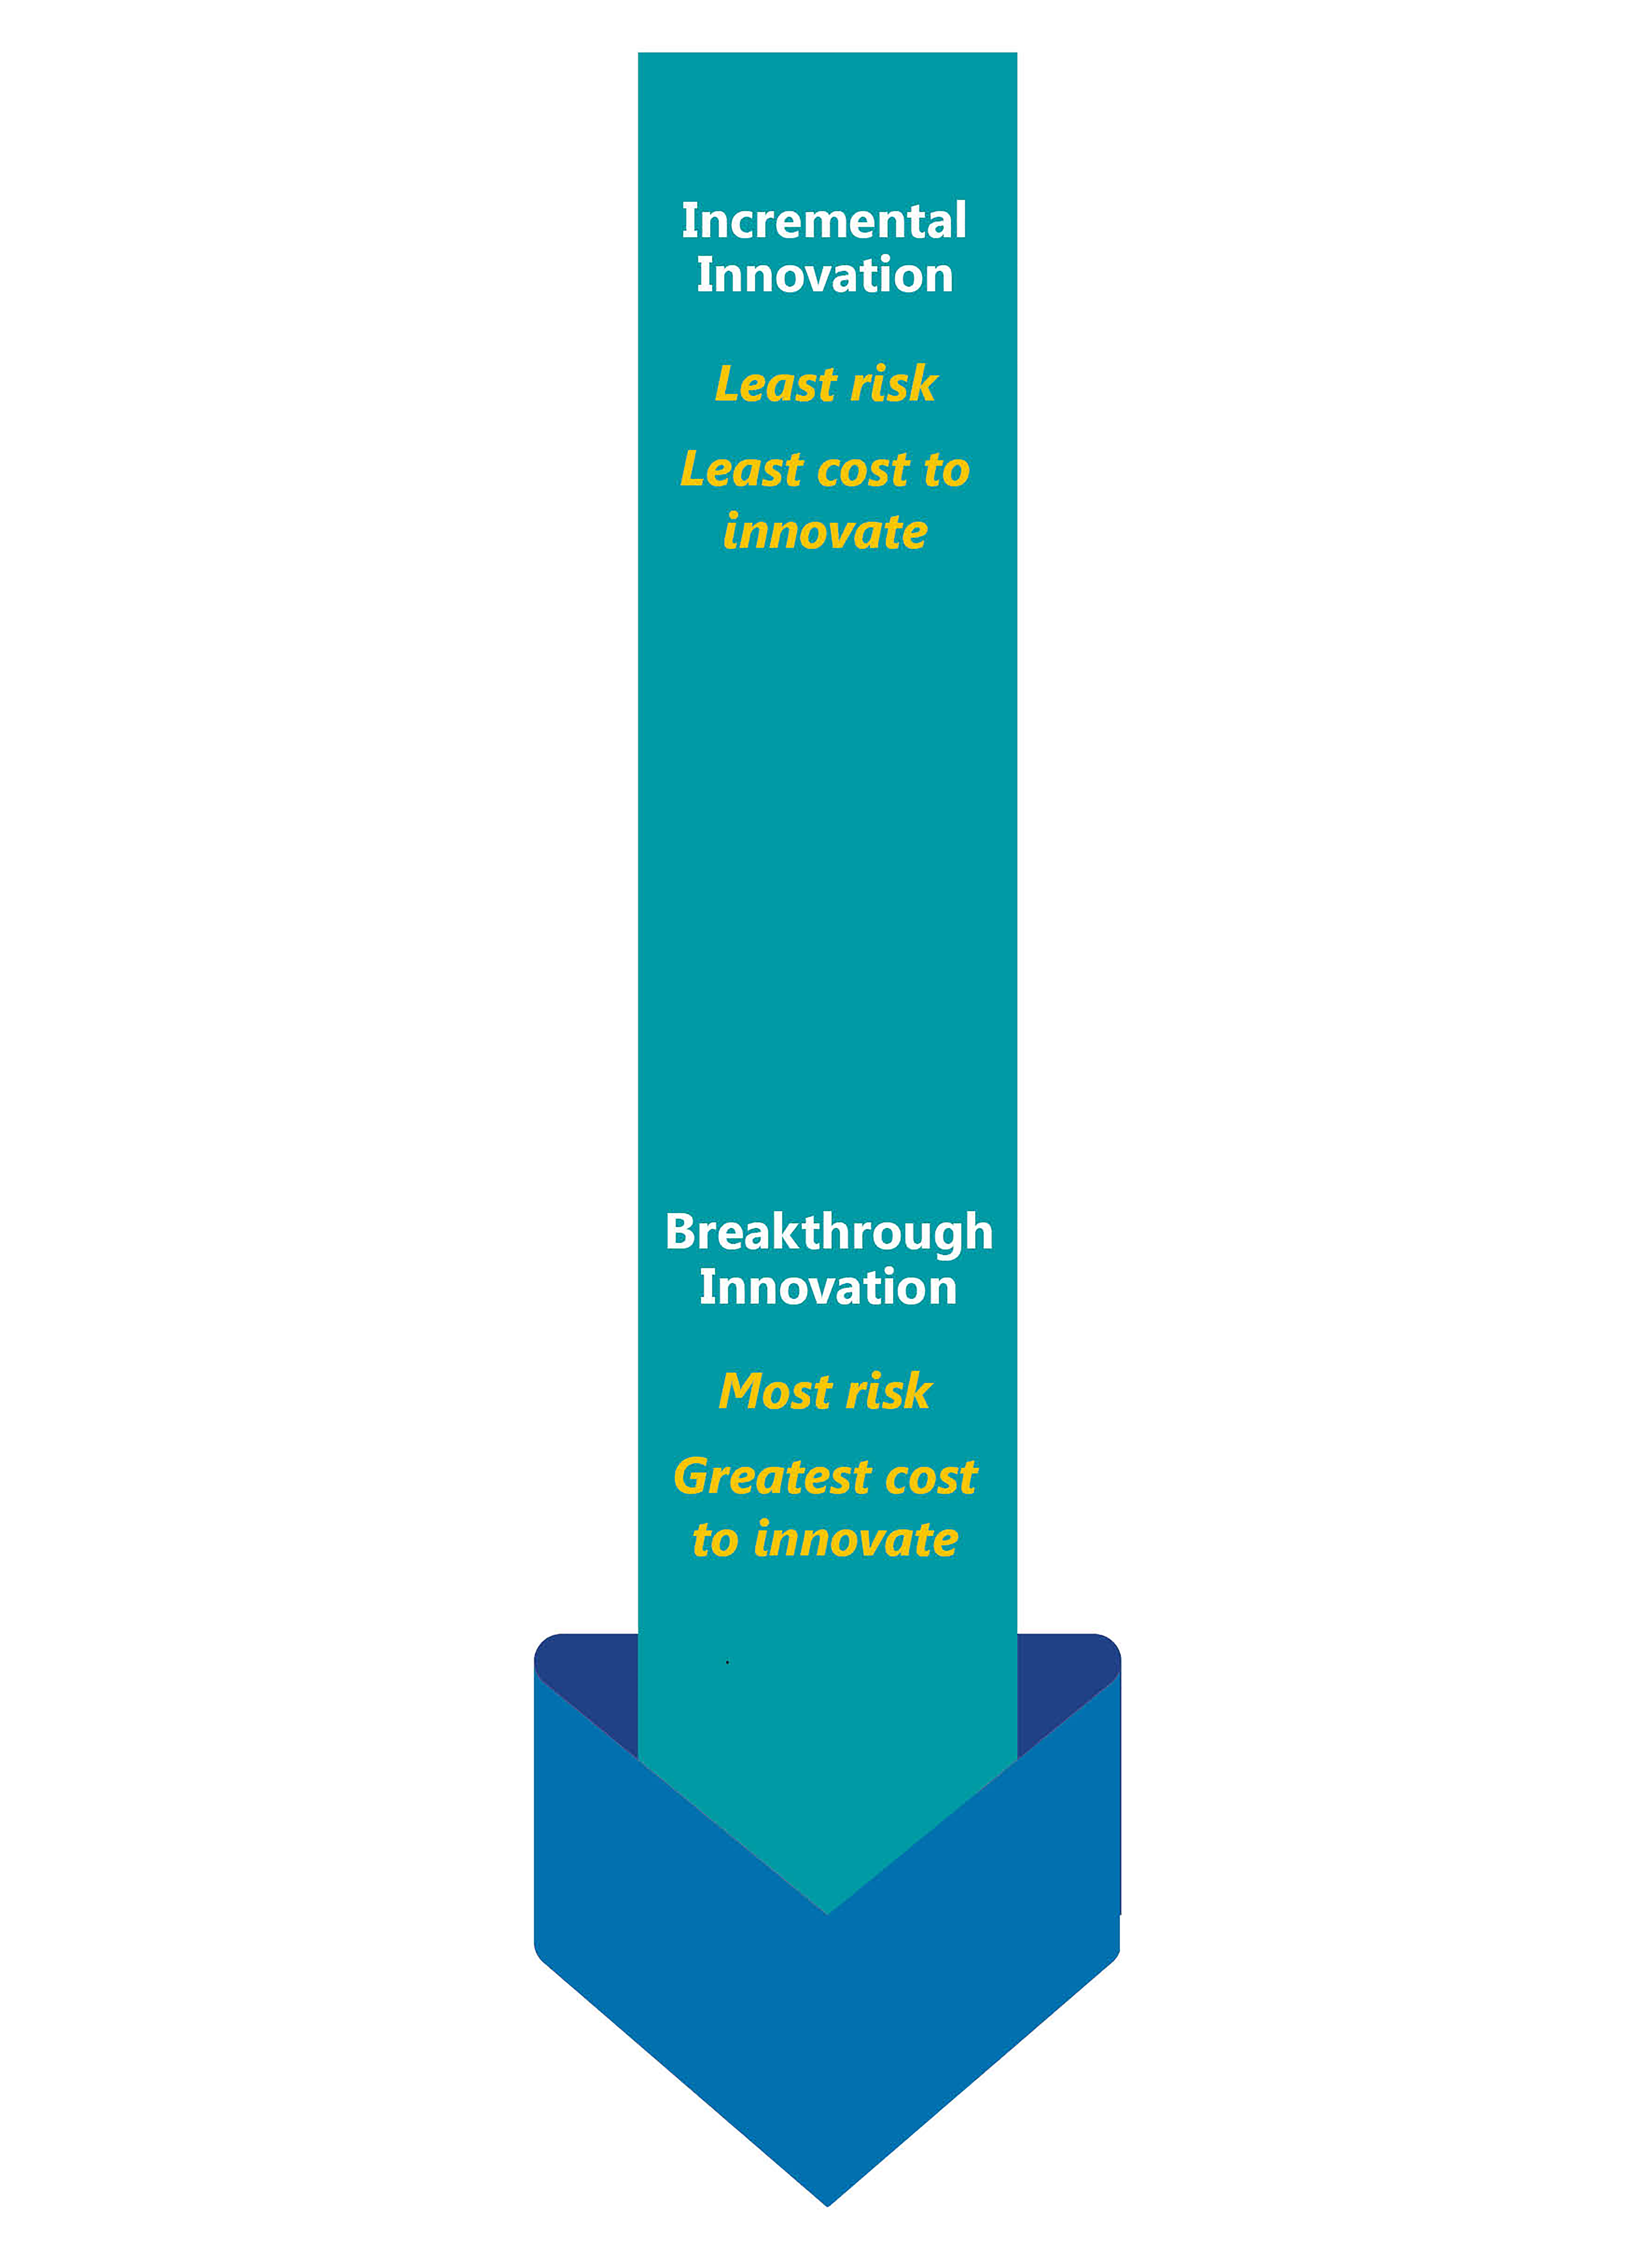 Incremental
Innovation
Least risk
Least cost to
innovate
Breakthrough
Innovation
Most risk
Greatest cost
to innovate